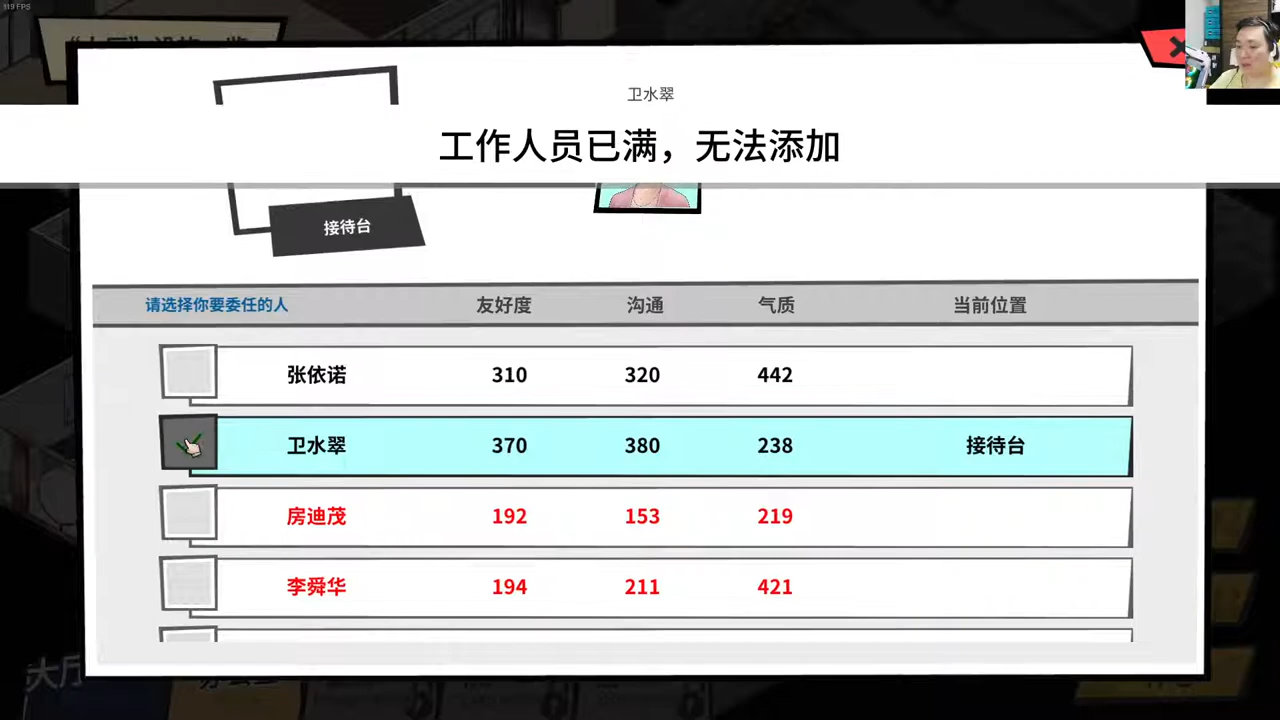 119 FPS
卫水翠
工作人员已满，无法添加
接待台
请选择你要委任的人 友好度 沟通 气质 当前位置
张依诺 310 320 442
卫水翠 370 380 238 接待台
房迪茂 192 153 219
李舜华 194 211 421
大厅